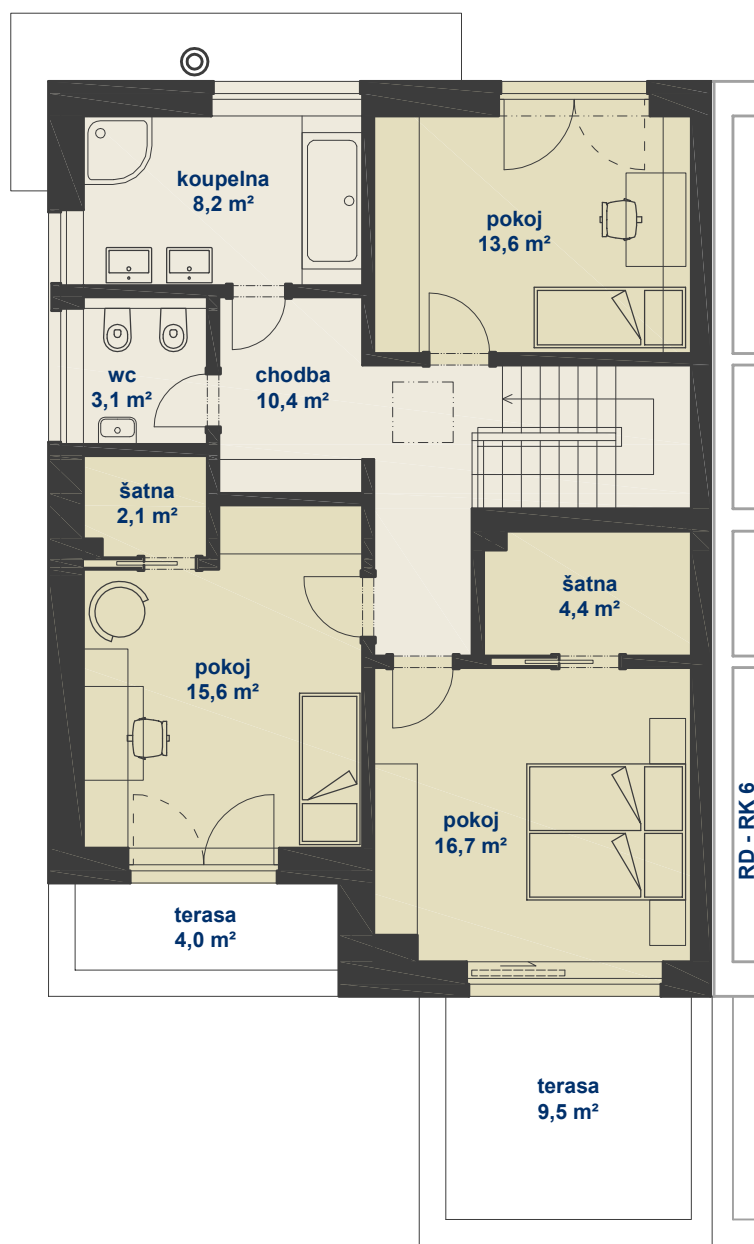 koupelna
8,2 m²
pokoj
13,6 m²
wc
3,1 m²
chodba
10,4 m²
šatna
2,1 m²
šatna
4,4 m²
pokoj
15,6 m²
pokoj
16,7 m²
RD - RK 6
terasa
4,0 m²
terasa
9,5 m²